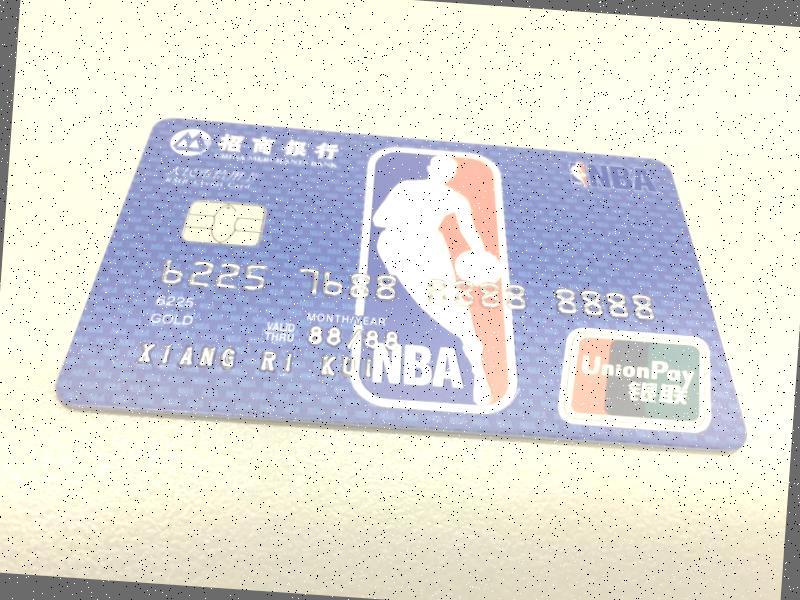 招商银行
CHINA MERCHANTS BANK
NBA
6225 7688 8888 8888
6225
GOLD
MONTH/YEAR
VALID THRU 88/88
XIANG RI KUI
NBA
UnionPay
银联